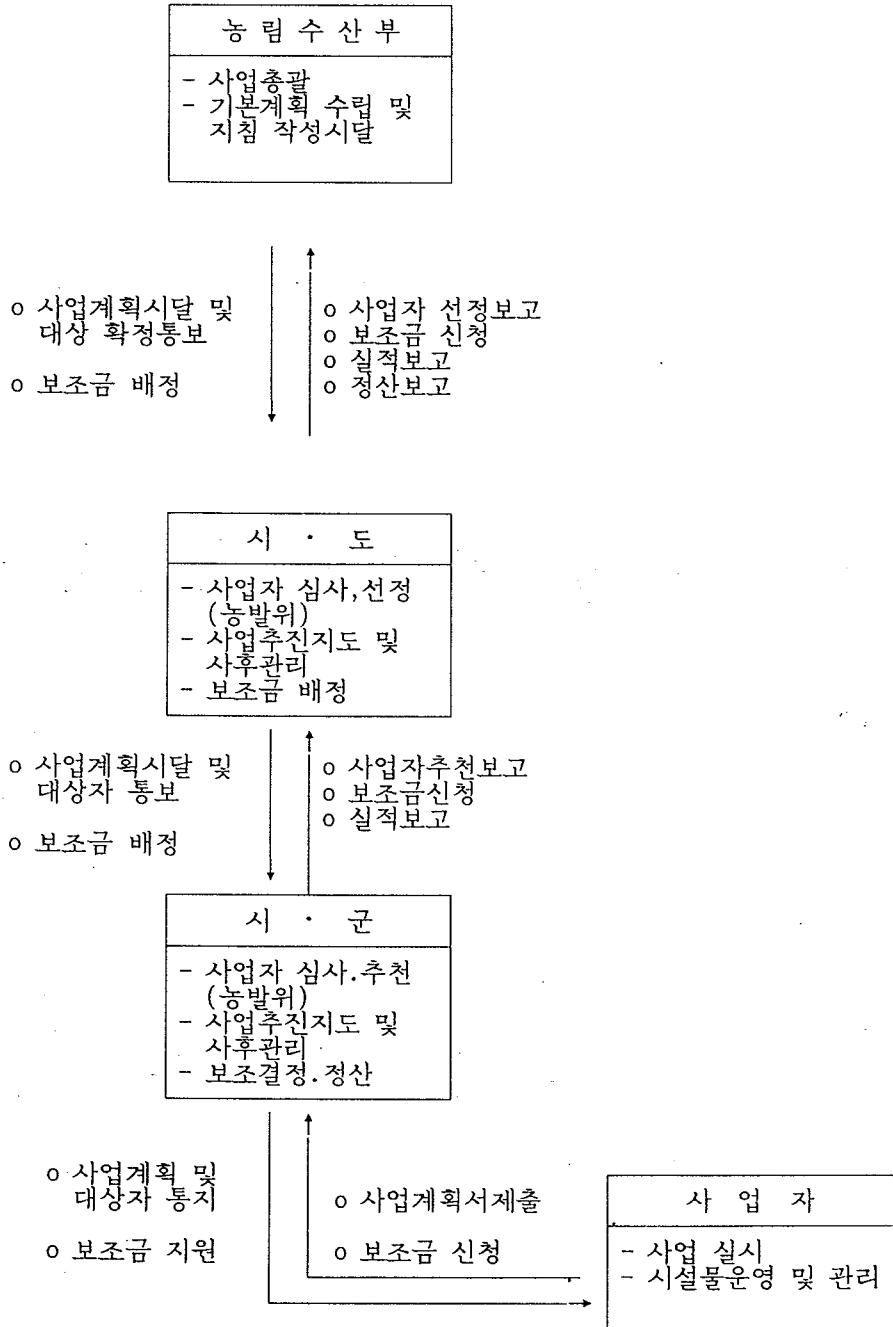 농 림 수 산 부
- 사업총괄
- 기본계획 수립 및
지침 작성시달
o 사업계획시달 및
대상 확정통보
o 보조금 배정
o 사업자 선정보고
o 보조금 신청
o 실적보고
o 정산보고
시 · 도
- 사업자 심사,선정
(농발위)
- 사업추진지도 및
사후관리
- 보조금 배정
o 사업계획시달 및
대상자 통보
o 보조금 배정
o 사업자추천보고
o 보조금신청
o 실적보고
시 · 군
- 사업자 심사.추천
(농발위)
- 사업추진지도 및
사후관리
- 보조결정.정산
o 사업계획 및
대상자 통지
o 보조금 지원
o 사업계획서제출
o 보조금 신청
사 업 자
- 사업 실시
- 시설물운영 및 관리